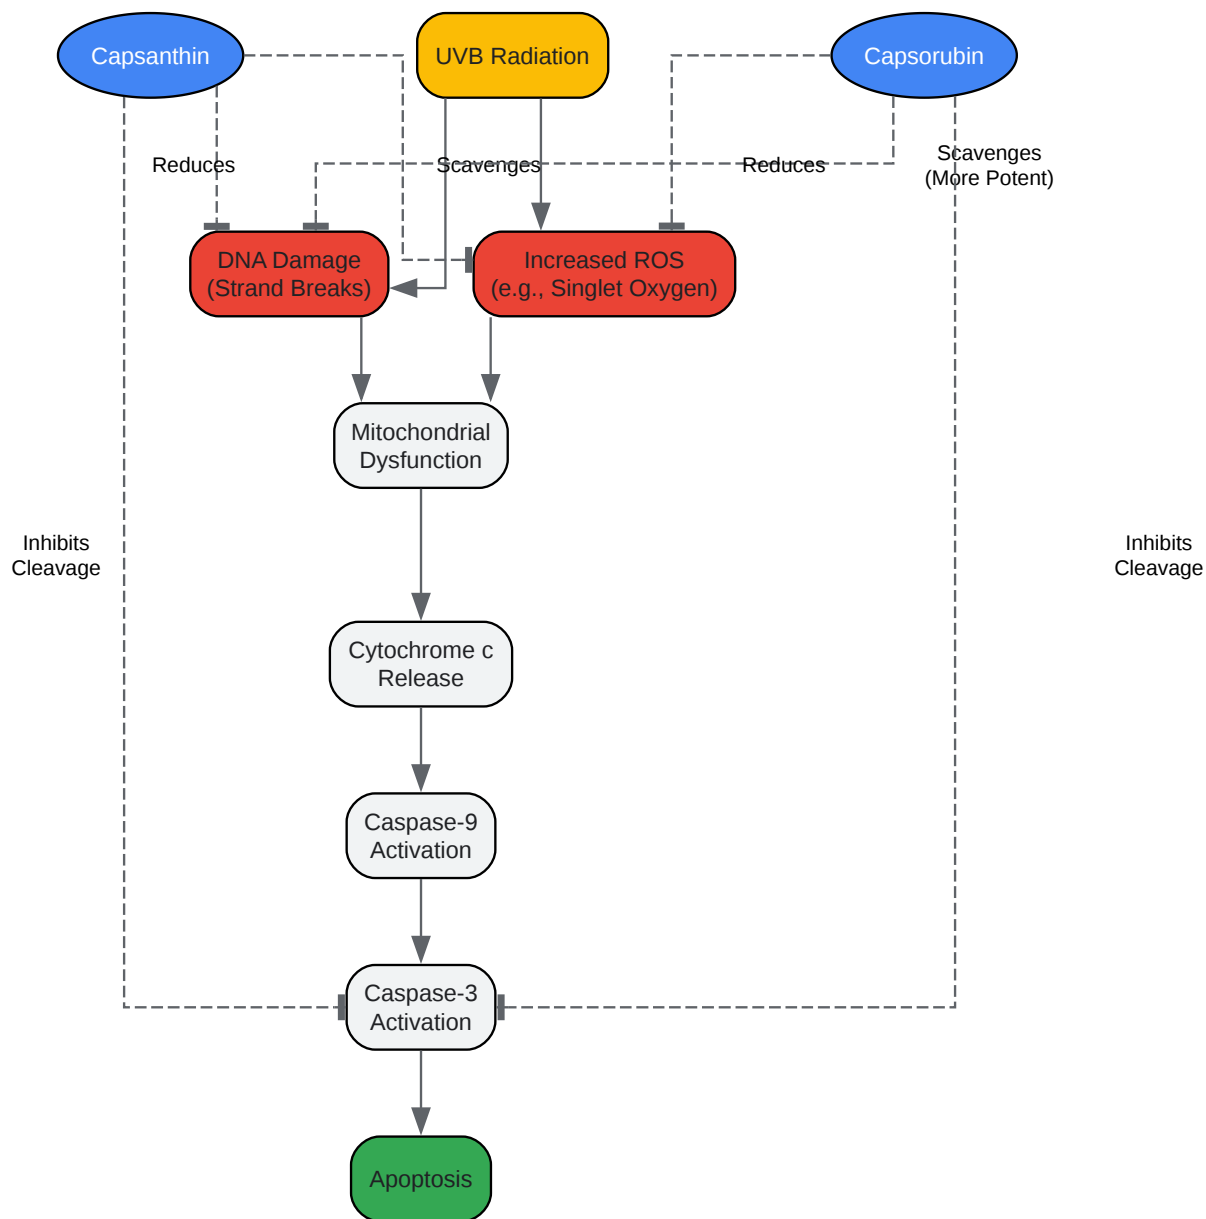 Capsanthin
UVB Radiation
Capsorubin
Reduces
Scavenges
Reduces
Scavenges
(More Potent)
DNA Damage
(Strand Breaks)
Increased ROS
(e.g., Singlet Oxygen)
Mitochondrial
Dysfunction
Inhibits
Cleavage
Inhibits
Cleavage
Cytochrome c
Release
Caspase-9
Activation
Caspase-3
Activation
Apoptosis